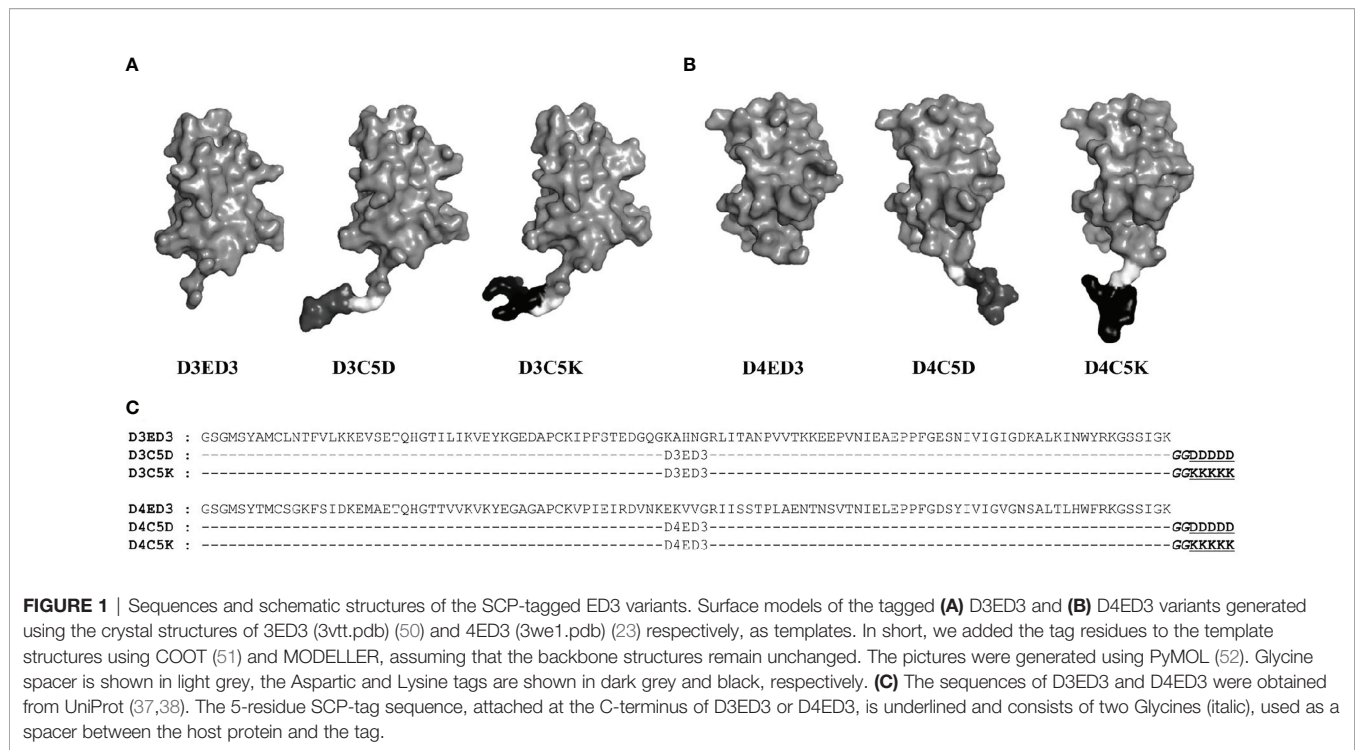 A
B
D3ED3 D3C5D D3C5K D4ED3 D4C5D D4C5K
C
D3ED3 : GSGMSYAMCLNTFVLKKEVSETQHGTILIKVEYKGEDAPCKIPFSTEDGQGKAHNGRLITANPVVTKKEEPVNIEAEPPFGESNIVIGIGDKALKINWYRKGSSIGK
D3C5D : ----------------------------------------------------D3ED3----------------------------------------------------GGDDDDD
D3C5K : ----------------------------------------------------D3ED3----------------------------------------------------GGKKKKK
D4ED3 : GSGMSYTMCSGKFSIDKEMAETQHGTTVVKVKYEGAGAPCKVPIEIRDVNKEKVVGRIISSTPLAENTNSVTNIELEPPFGDSYIVIGVGNSALTLHWFRKGSSIGK
D4C5D : ----------------------------------------------------D4ED3----------------------------------------------------GGDDDDD
D4C5K : ----------------------------------------------------D4ED3----------------------------------------------------GGKKKKK
FIGURE 1 | Sequences and schematic structures of the SCP-tagged ED3 variants. Surface models of the tagged (A) D3ED3 and (B) D4ED3 variants generated
using the crystal structures of 3ED3 (3vtt.pdb) (50) and 4ED3 (3we1.pdb) (23) respectively, as templates. In short, we added the tag residues to the template
structures using COOT (51) and MODELLER, assuming that the backbone structures remain unchanged. The pictures were generated using PyMOL (52). Glycine
spacer is shown in light grey, the Aspartic and Lysine tags are shown in dark grey and black, respectively. (C) The sequences of D3ED3 and D4ED3 were obtained
from UniProt (37,38). The 5-residue SCP-tag sequence, attached at the C-terminus of D3ED3 or D4ED3, is underlined and consists of two Glycines (italic), used as a
spacer between the host protein and the tag.